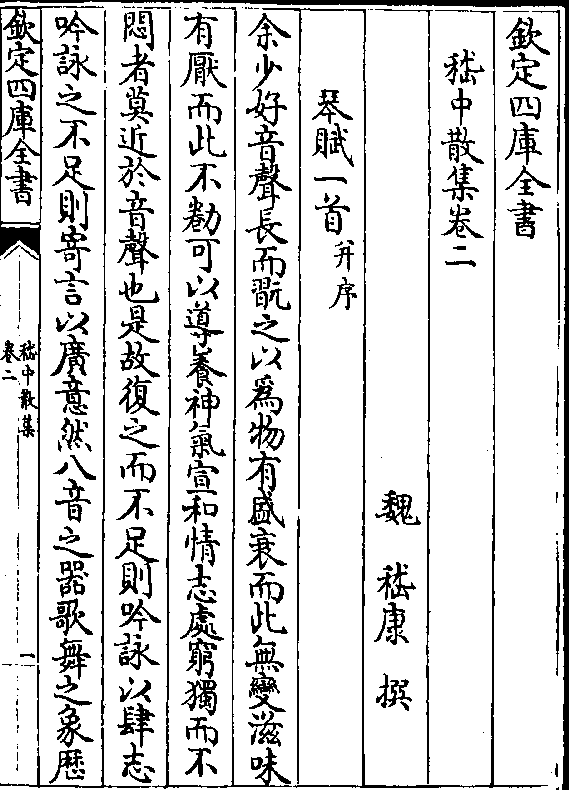 欽定四庫全書
嵇中散集卷二
魏嵇康撰
琴賦一首并序
余少好音聲長而翫之以為物有盛衰而此無變滋味
有厭而此不勌可以導養神氣宣和情志處窮獨而不
悶者莫近於音聲也是故復之而不足則吟詠以肆志
吟詠之不足則寄言以廣意然八音之器歌舞之象歷
欽定四庫全書
嵇中散集
卷二
一